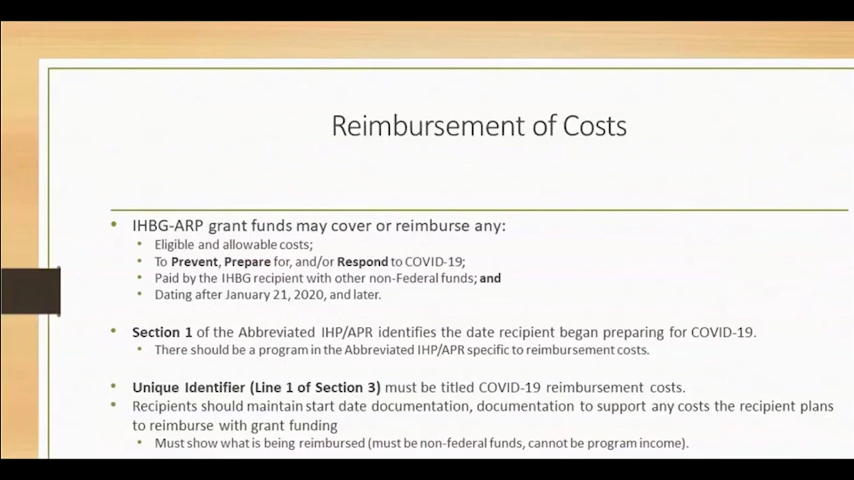 Reimbursement of Costs
• IHBG-ARP grant funds may cover or reimburse any:
• Eligible and allowable costs;
• To Prevent, Prepare for, and/or Respond to COVID-19;
• Paid by the IHBG recipient with other non-Federal funds; and
• Dating after January 21, 2020, and later.
• Section 1 of the Abbreviated IHP/APR identifies the date recipient began preparing for COVID-19.
• There should be a program in the Abbreviated IHP/APR specific to reimbursement costs.
• Unique Identifier (Line 1 of Section 3) must be titled COVID-19 reimbursement costs.
• Recipients should maintain start date documentation, documentation to support any costs the recipient plans
to reimburse with grant funding
• Must show what is being reimbursed (must be non-federal funds, cannot be program income).